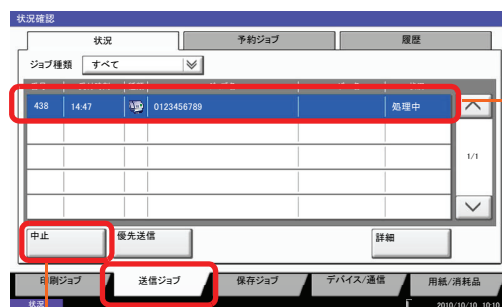 状況確認
状況 予約ジョブ 履歴
ジョブ種類 すべて
438 14:47 0123456789 処理中
1/1
中止 優先送信 詳細
印刷ジョブ 送信ジョブ 保存ジョブ デバイス/通信 用紙/消耗品
状況 2010/10/10 10:10